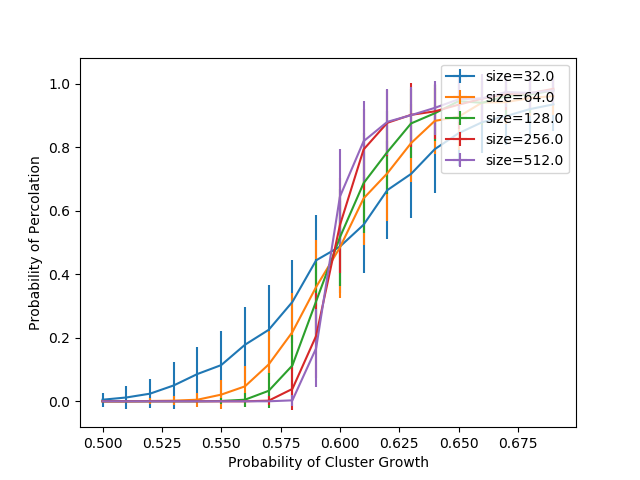 1.0
0.8
0.6
0.4
0.2
0.0
Probability of Percolation
size=32.0
size=64.0
size=128.0
size=256.0
size=512.0
0.500 0.525 0.550 0.575 0.600 0.625 0.650 0.675
Probability of Cluster Growth